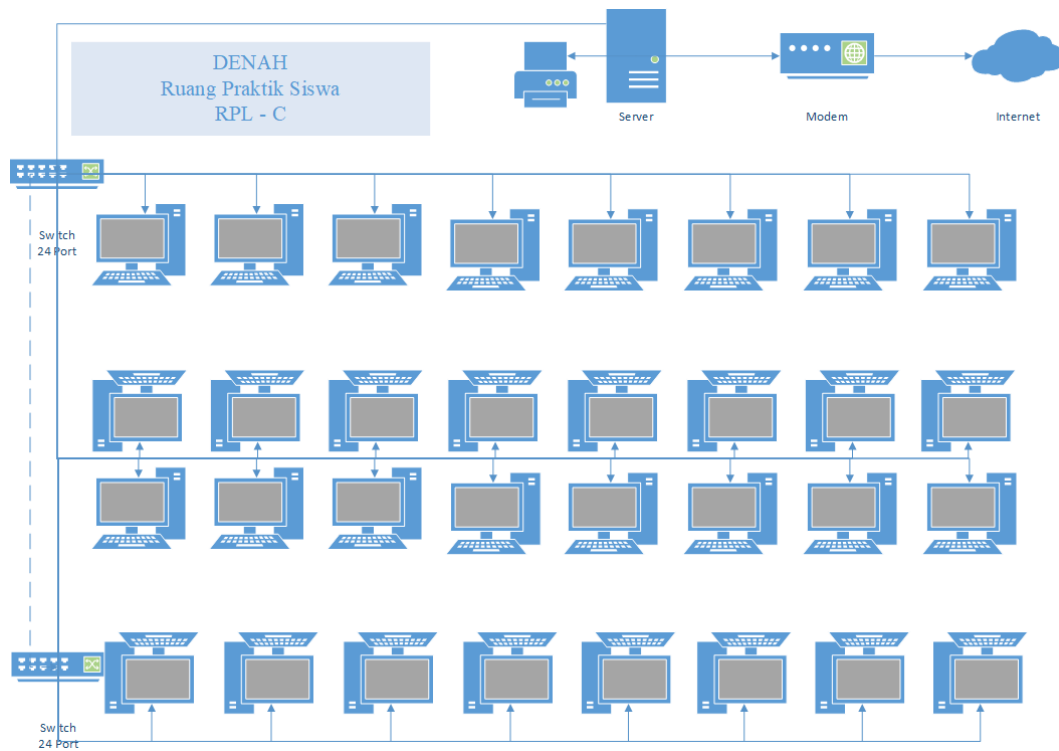 DENAH
Ruang Praktik Siswa
RPL - C
Server
Modem
Internet
Switch
24 Port
Switch
24 Port